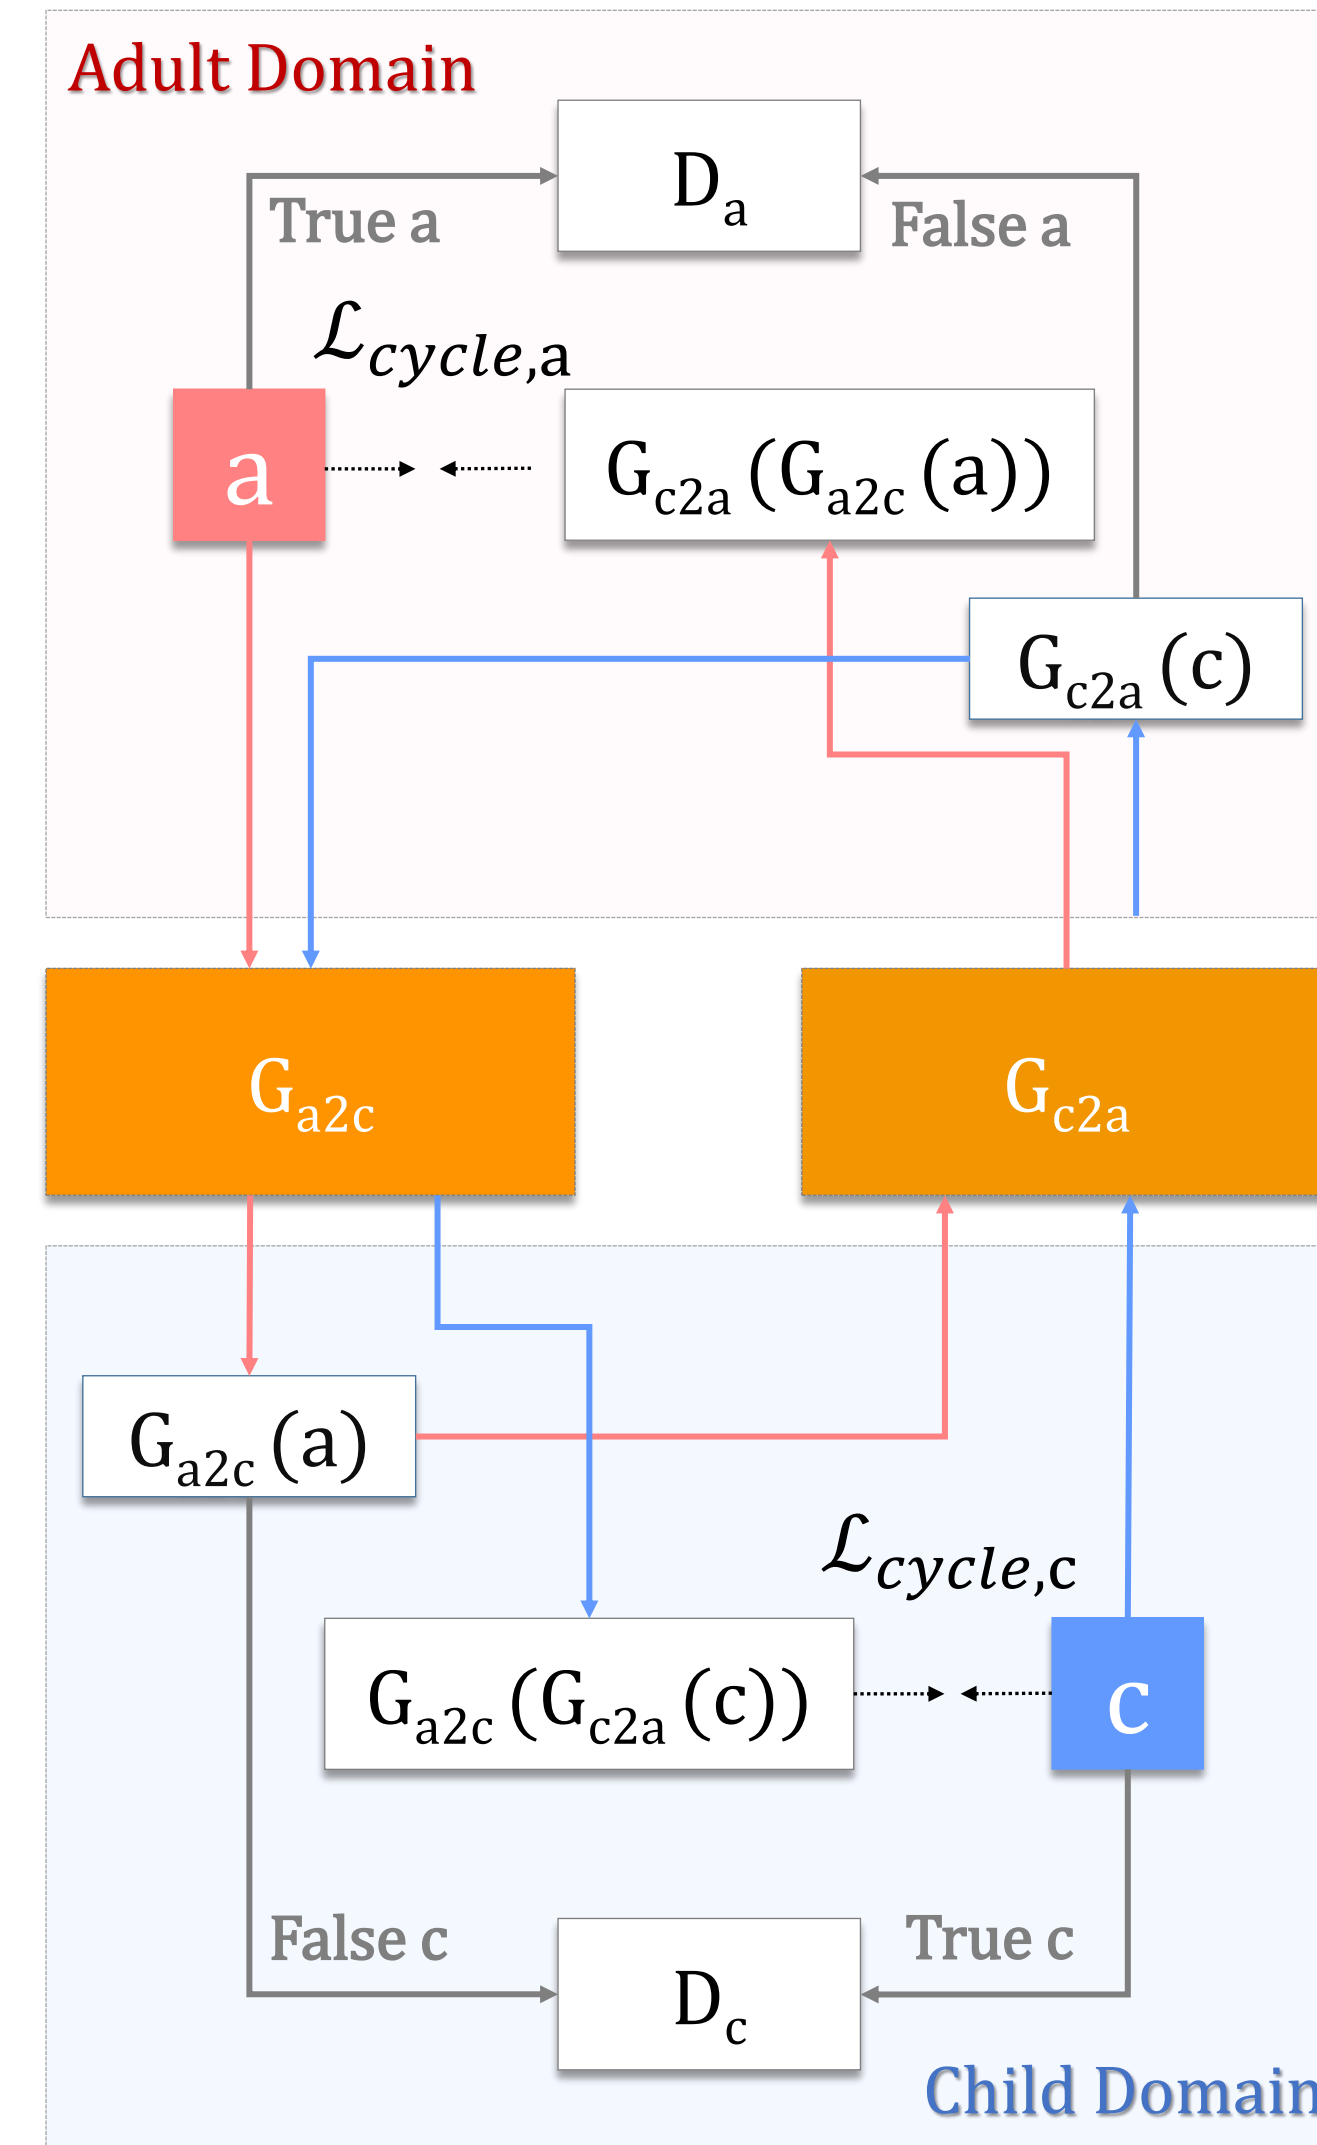 Adult Domain
D_a
True a
False a
ℒ_cycle,a
a
G_c2a (G_a2c (a))
G_c2a (c)
G_a2c
G_c2a
G_a2c (a)
ℒ_cycle,c
G_a2c (G_c2a (c))
c
False c
True c
D_c
Child Domain